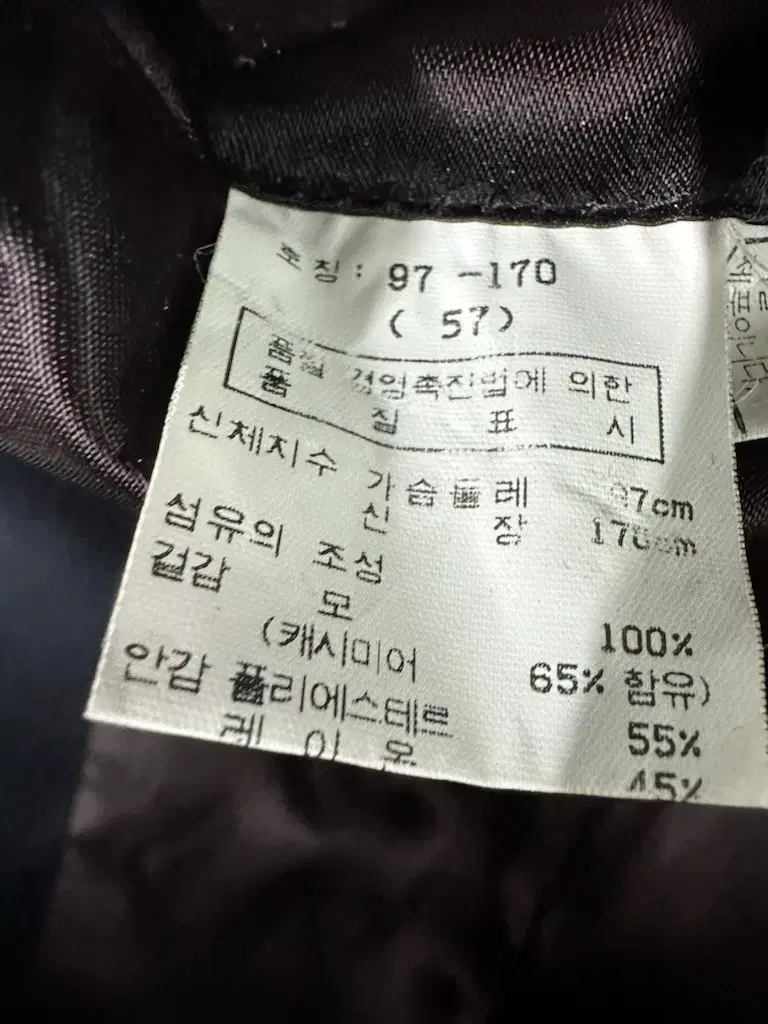 호칭: 97 -170
( 57)
품질 경영촉진법에 의한
품 질 표 시
신체치수 가슴둘레 97cm
신 장 170cm
섬유의 조성
겉감 모 100%
(캐시미어 65% 함유)
안감 폴리에스테르 55%
레 이 온 45%